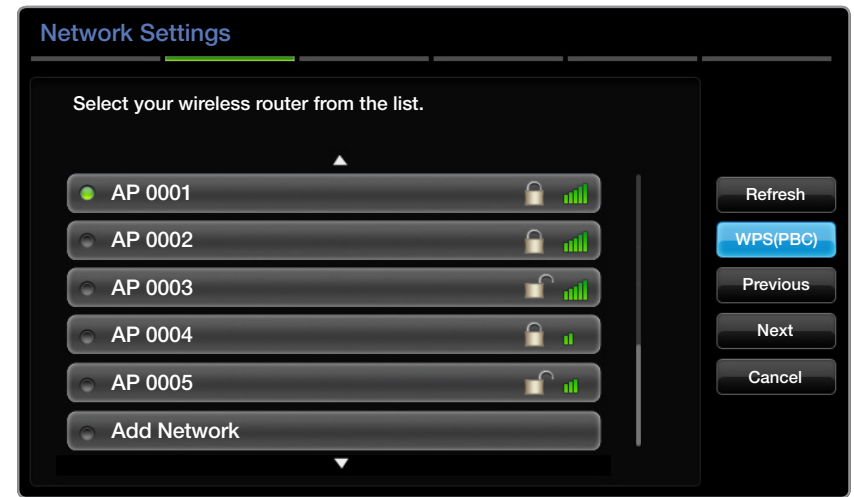 Network Settings
Select your wireless router from the list.
AP 0001
AP 0002
AP 0003
AP 0004
AP 0005
Add Network
Refresh
WPS(PBC)
Previous
Next
Cancel